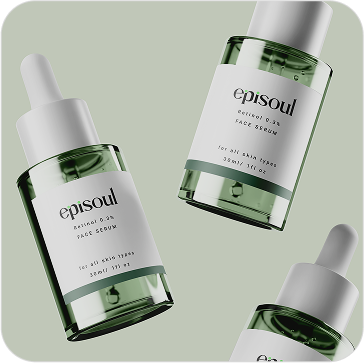 episoul
Retinol 0.3%
FACE SERUM
for all skin types
30ml/ 1fl oz
episoul
Retinol 0.3%
FACE SERUM
for all skin types
30ml/ 1fl oz
episoul